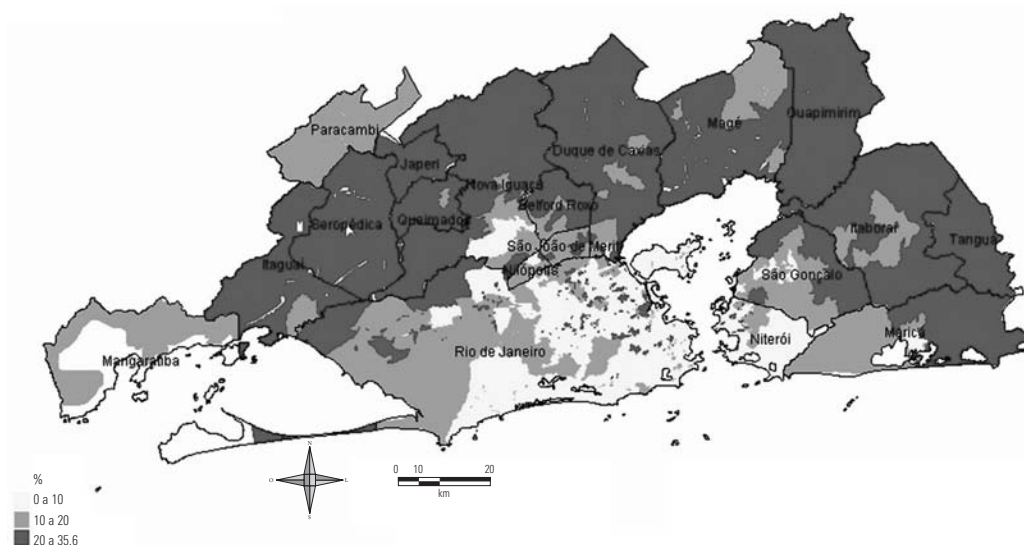 Paracambi
Magé
Guapimirim
Duque de Caxias
Japeri
Nova Iguaçu
Belford Roxo
Queimados
Seropédica
Itaboraí
Tanguá
São João de Meriti
Itaguaí
Nilópolis
São Gonçalo
Maricá
Niterói
Rio de Janeiro
Mangaratiba
N
O
L
S
0 10 20
km
%
0 a 10
10 a 20
20 a 35,6